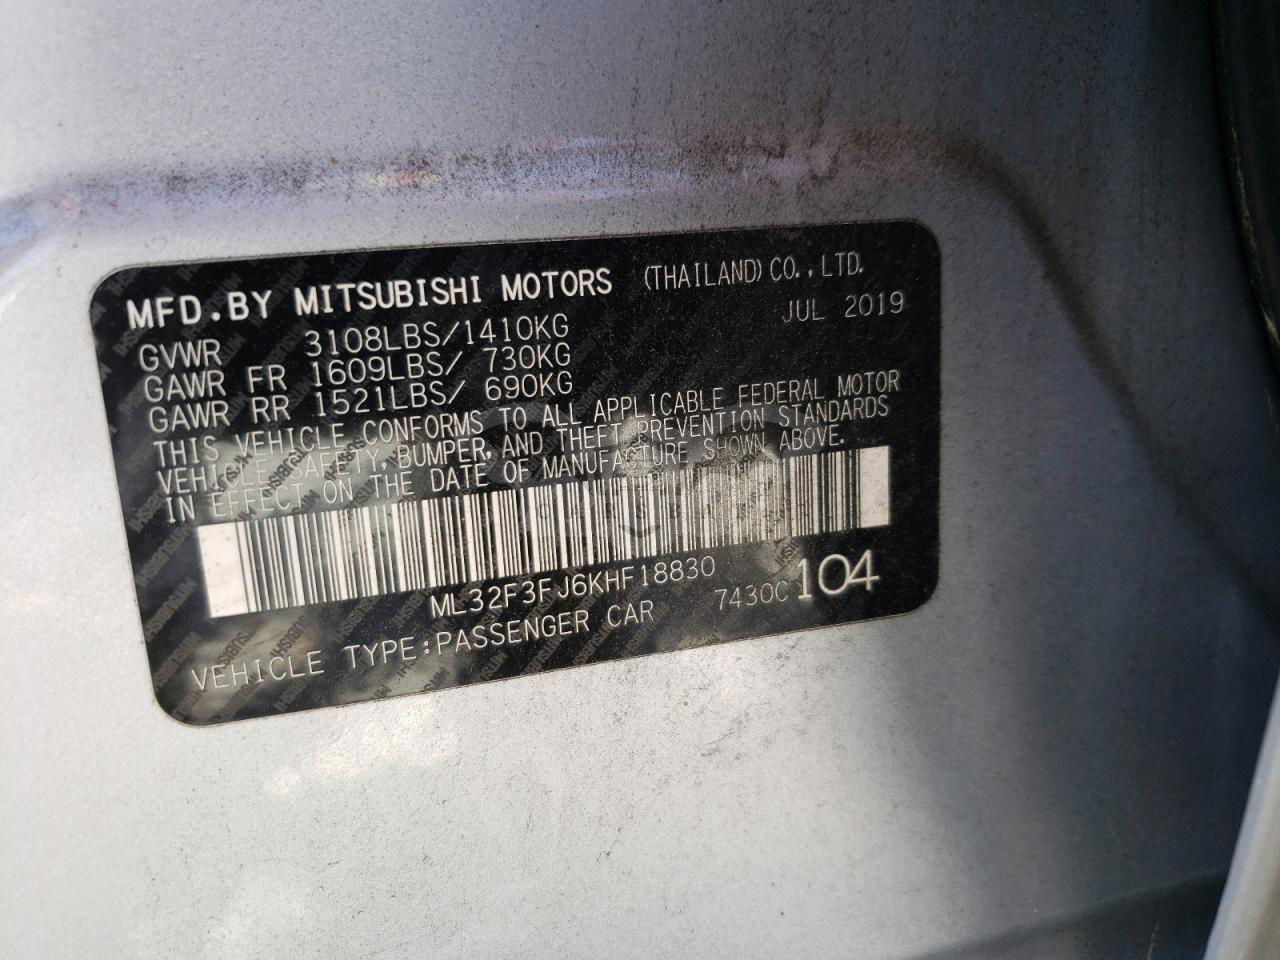 MFD.BY MITSUBISHI MOTORS (THAILAND) CO.,LTD.
JUL 2019
GVWR 3108LBS/1410KG
GAWR FR 1609LBS/ 730KG
GAWR RR 1521LBS/ 690KG
THIS VEHICLE CONFORMS TO ALL APPLICABLE FEDERAL MOTOR
VEHICLE SAFETY, BUMPER, AND THEFT PREVENTION STANDARDS
IN EFFECT ON THE DATE OF MANUFACTURE SHOWN ABOVE.
ML32F3FJ6KHF18830
7430C 104
VEHICLE TYPE:PASSENGER CAR